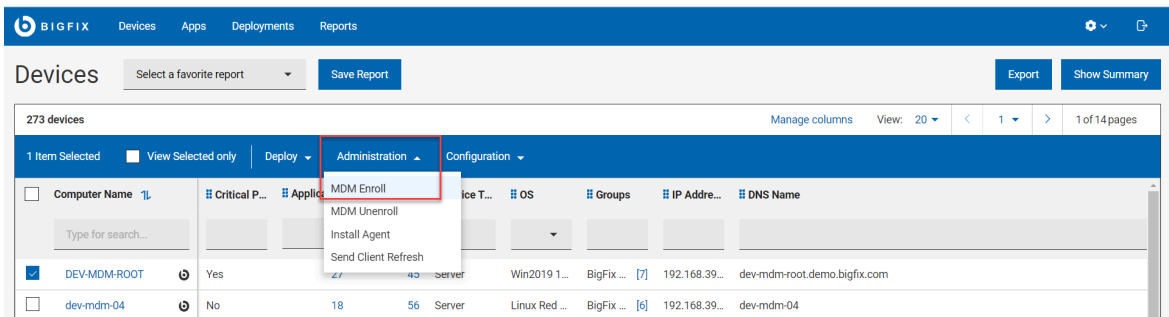 BIGFIX Devices Apps Deployments Reports
Devices Select a favorite report Save Report Export Show Summary
273 devices Manage columns View: 20 1 1 of 14 pages
1 Item Selected View Selected only Deploy Administration Configuration
MDM Enroll
MDM Unenroll
Install Agent
Send Client Refresh
Computer Name Critical P... Applica ice T... OS Groups IP Addre... DNS Name
Type for search...
DEV-MDM-ROOT Yes 27 45 Server Win2019 1... BigFix ... [7] 192.168.39... dev-mdm-root.demo.bigfix.com
dev-mdm-04 No 18 56 Server Linux Red ... BigFix ... [6] 192.168.39... dev-mdm-04